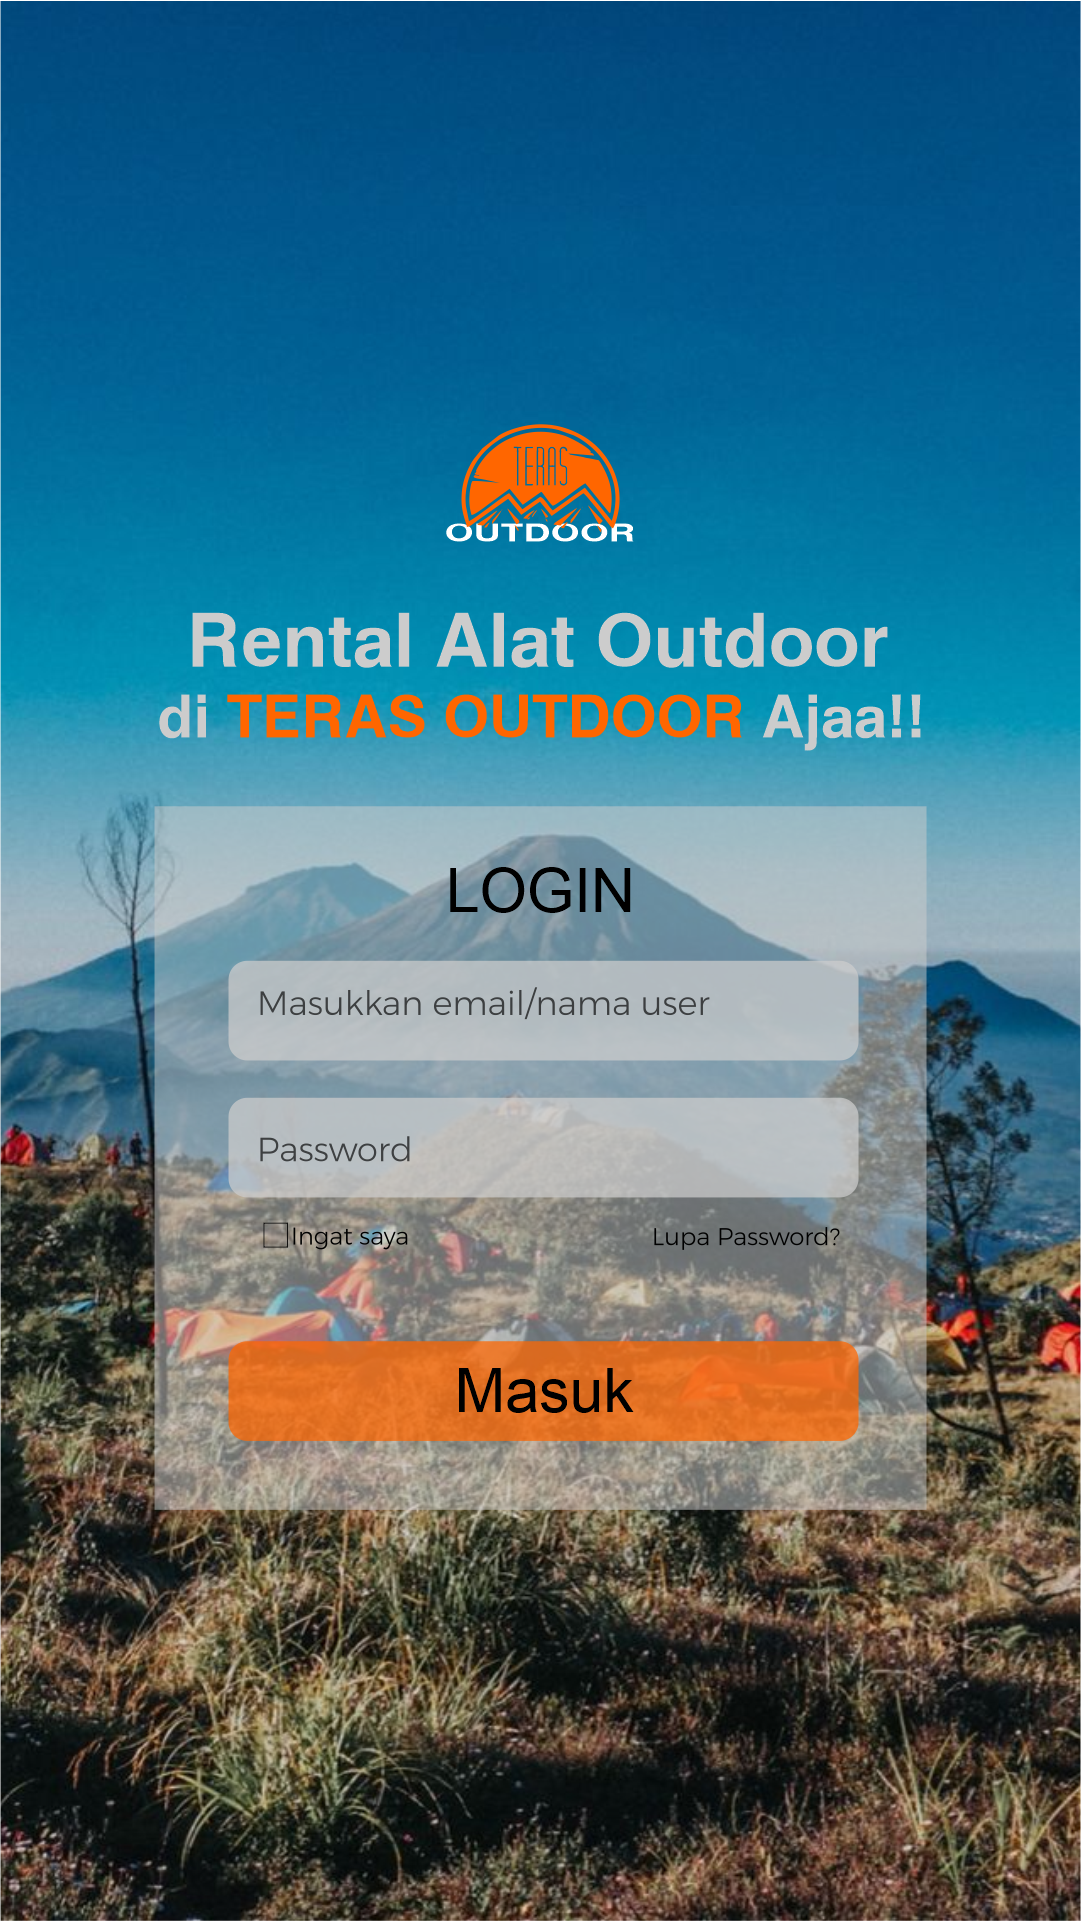 TERAS
OUTDOOR
Rental Alat Outdoor
di TERAS OUTDOOR Ajaa!!
LOGIN
Masukkan email/nama user
Password
Ingat saya
Lupa Password?
Masuk